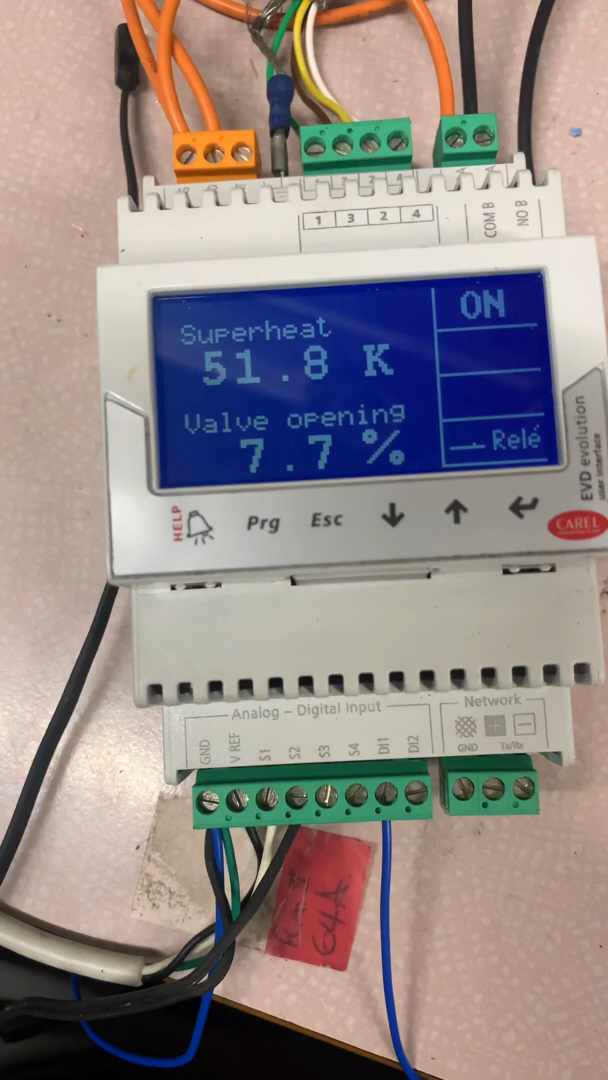 1 3 2 4
COM B
NO B
ON
Superheat
51.8 K
Valve opening
7.7 %
Relé
HELP
Prg
Esc
EVD evolution
user interface
CAREL
Analog – Digital Input
Network
GND
V REF
S1
S2
S3
S4
DI1
DI2
GND
Tx/Rx
64A